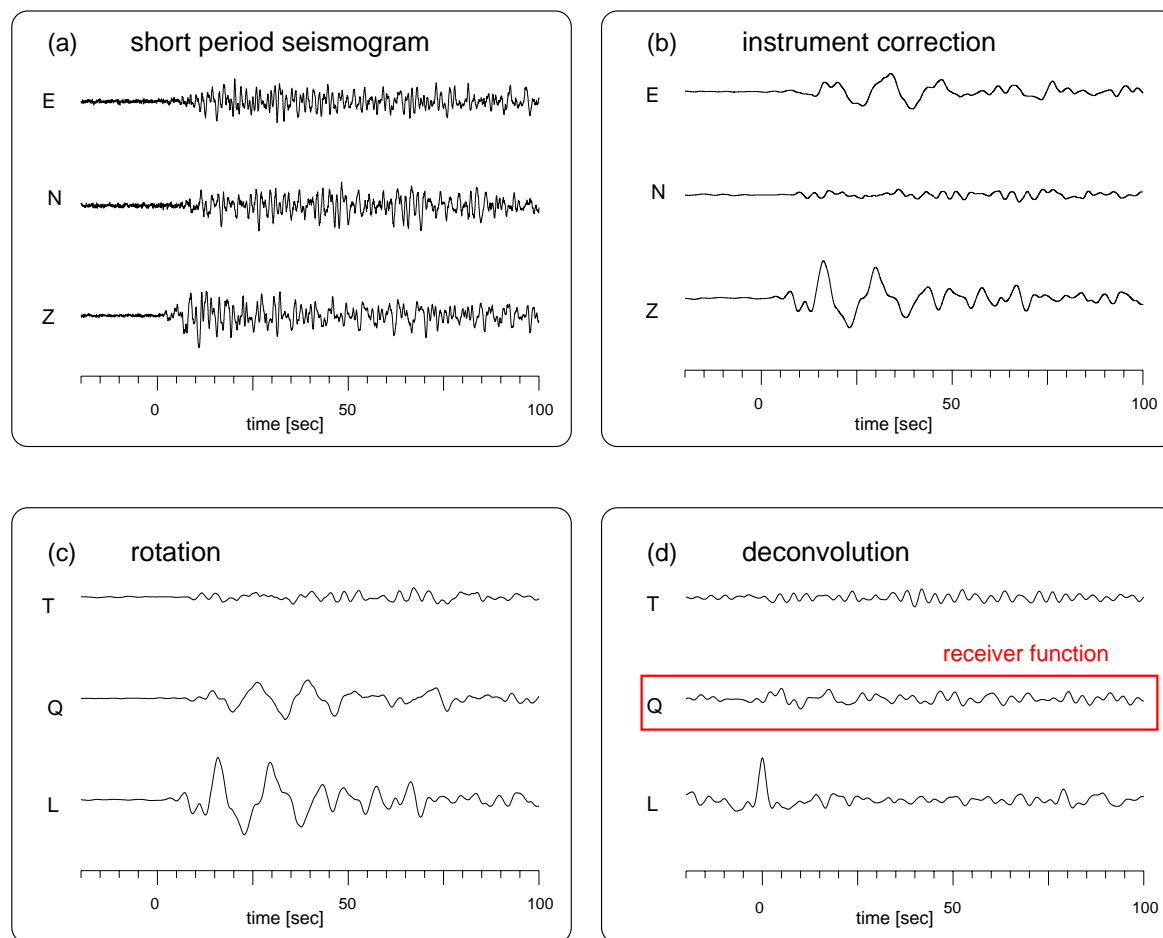 (a) short period seismogram
E
N
Z
0 50 100
time [sec]
(b) instrument correction
E
N
Z
0 50 100
time [sec]
(c) rotation
T
Q
L
0 50 100
time [sec]
(d) deconvolution
T
receiver function
Q
L
0 50 100
time [sec]